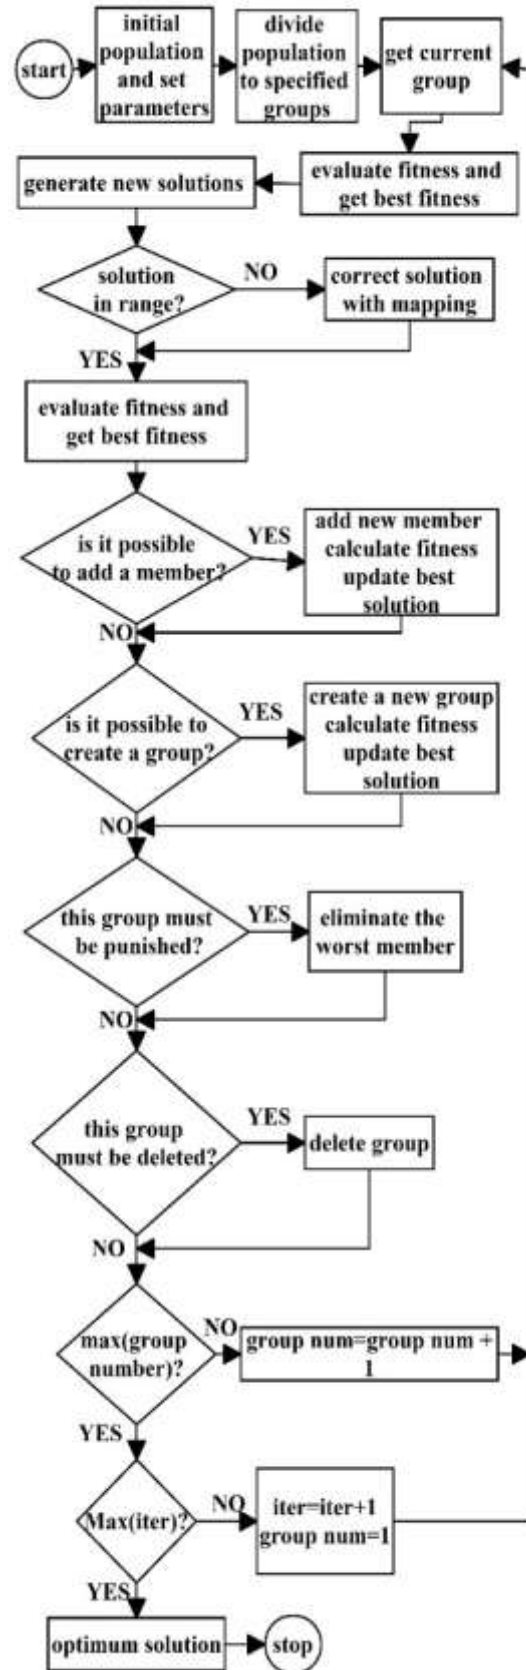 start
initial
population
and set
parameters
divide
population
to specified
groups
get current
group
evaluate fitness and
get best fitness
generate new solutions
solution
in range?
NO
correct solution
with mapping
YES
evaluate fitness and
get best fitness
is it possible
to add a member?
YES
add new member
calculate fitness
update best
solution
NO
is it possible to
create a group?
YES
create a new group
calculate fitness
update best
solution
NO
this group must
be punished?
YES
eliminate the
worst member
NO
this group
must be deleted?
YES
delete group
NO
max(group
number)?
NO
group num=group num +
1
YES
Max(iter)?
NO
iter=iter+1
group num=1
YES
optimum solution
stop